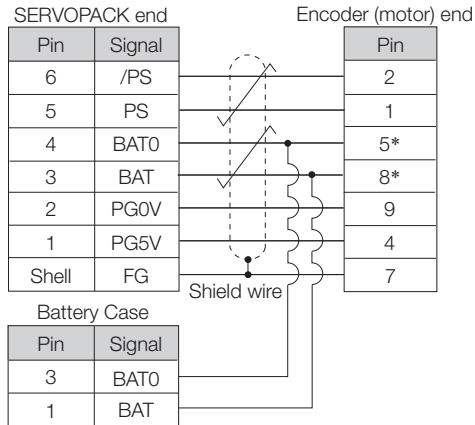 SERVOPACK end Encoder (motor) end
Pin Signal Pin
6 /PS 2
5 PS 1
4 BAT0 5*
3 BAT 8*
2 PG0V 9
1 PG5V 4
Shell FG 7
Shield wire
Battery Case
Pin Signal
3 BAT0
1 BAT